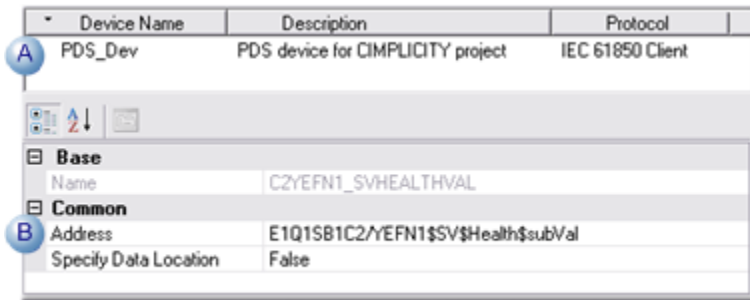 Device Name Description Protocol
A PDS_Dev PDS device for CIMPLICITY project IEC 61850 Client
Base
Name C2YEFN1_SVHEALTHVAL
Common
B Address E1Q1SB1C2/YEFN1$SV$Health$subVal
Specify Data Location False